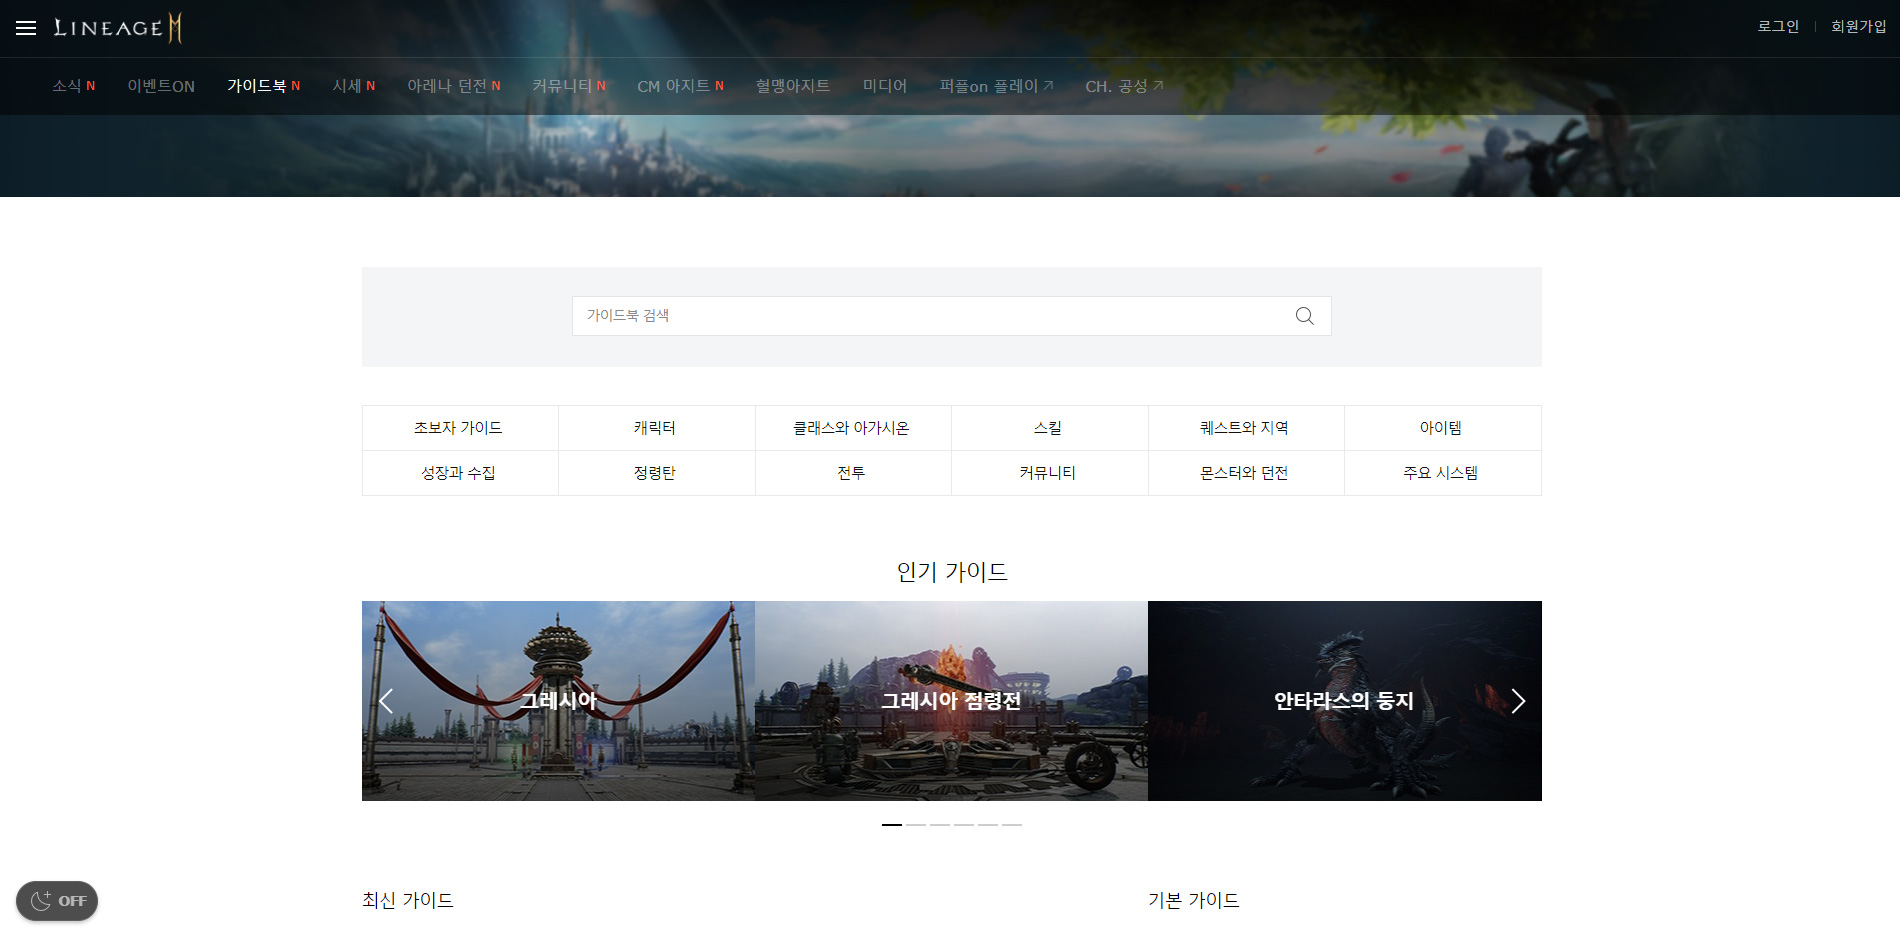 LINEAGE M
로그인 회원가입
소식 N 이벤트ON 가이드북 N 시세 N 아레나 던전 N 커뮤니티 N CM 아지트 N 혈맹아지트 미디어 퍼플on 플레이 CH. 공성
가이드북 검색
초보자 가이드 캐릭터 클래스와 아가시온 스킬 퀘스트와 지역 아이템
성장과 수집 정령탄 전투 커뮤니티 몬스터와 던전 주요 시스템
인기 가이드
그레시아 그레시아 점령전 안타라스의 둥지
OFF
최신 가이드 기본 가이드